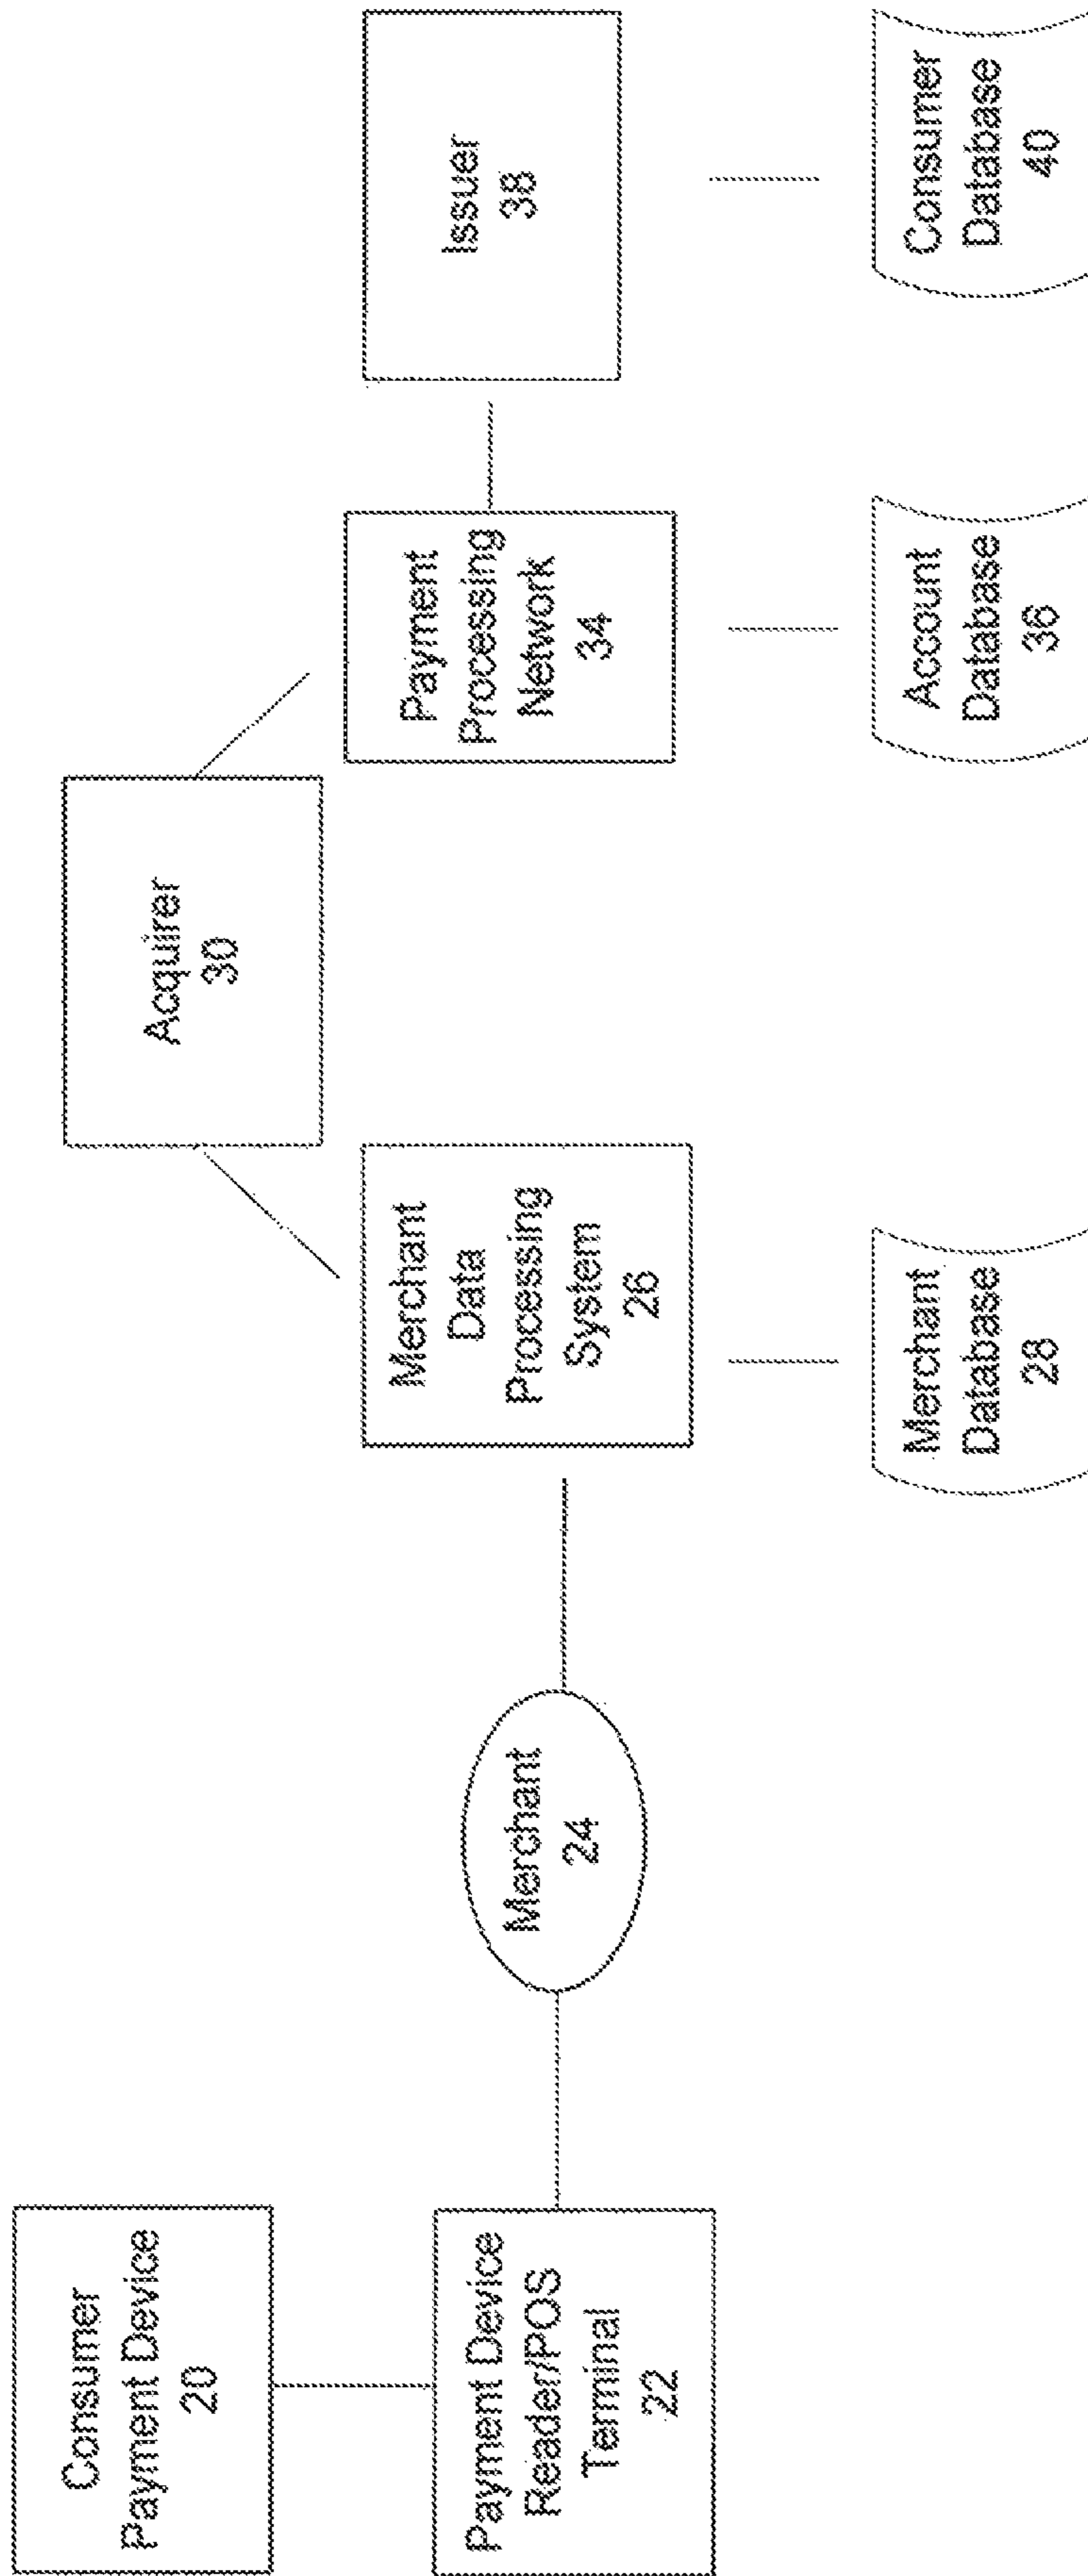 Consumer
Payment Device
20
Payment Device
Reader/POS
Terminal
22
Merchant
24
Merchant
Data
Processing
System
26
Merchant
Database
28
Acquirer
30
Payment
Processing
Network
34
Account
Database
36
Issuer
38
Consumer
Database
40